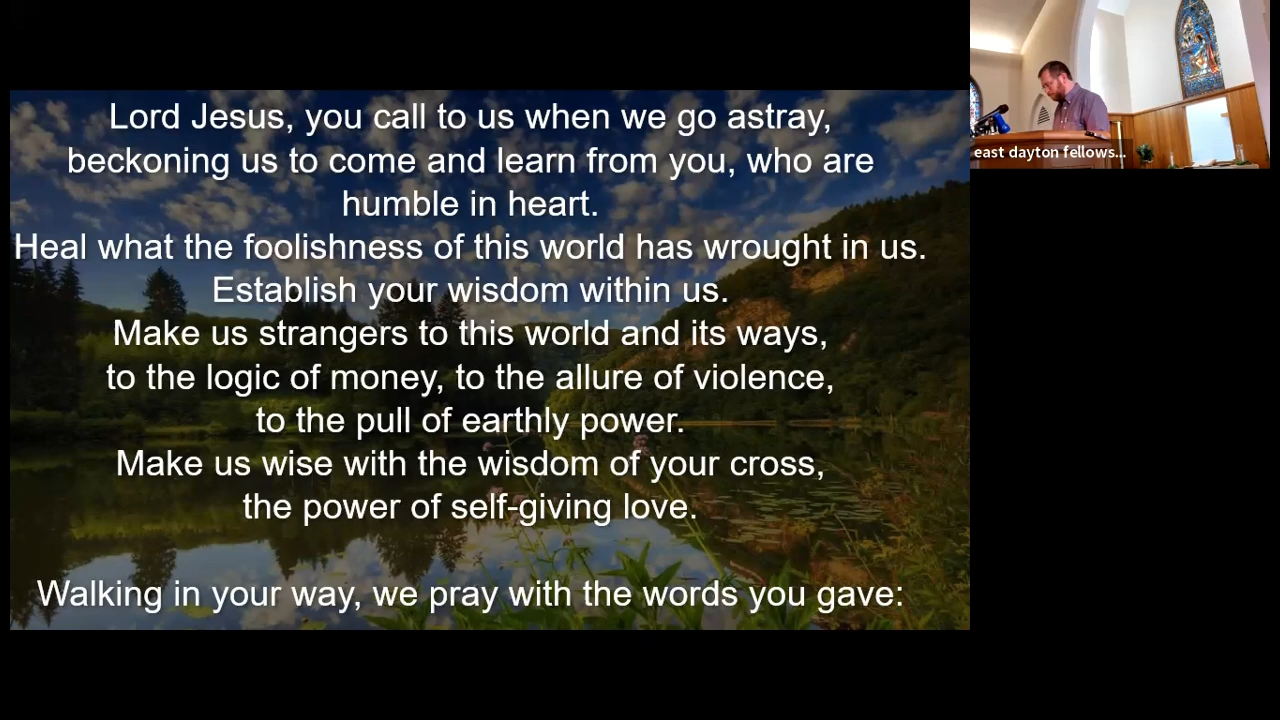 Lord Jesus, you call to us when we go astray,
beckoning us to come and learn from you, who are
humble in heart.
Heal what the foolishness of this world has wrought in us.
Establish your wisdom within us.
Make us strangers to this world and its ways,
to the logic of money, to the allure of violence,
to the pull of earthly power.
Make us wise with the wisdom of your cross,
the power of self-giving love.
Walking in your way, we pray with the words you gave:
east dayton fellows...